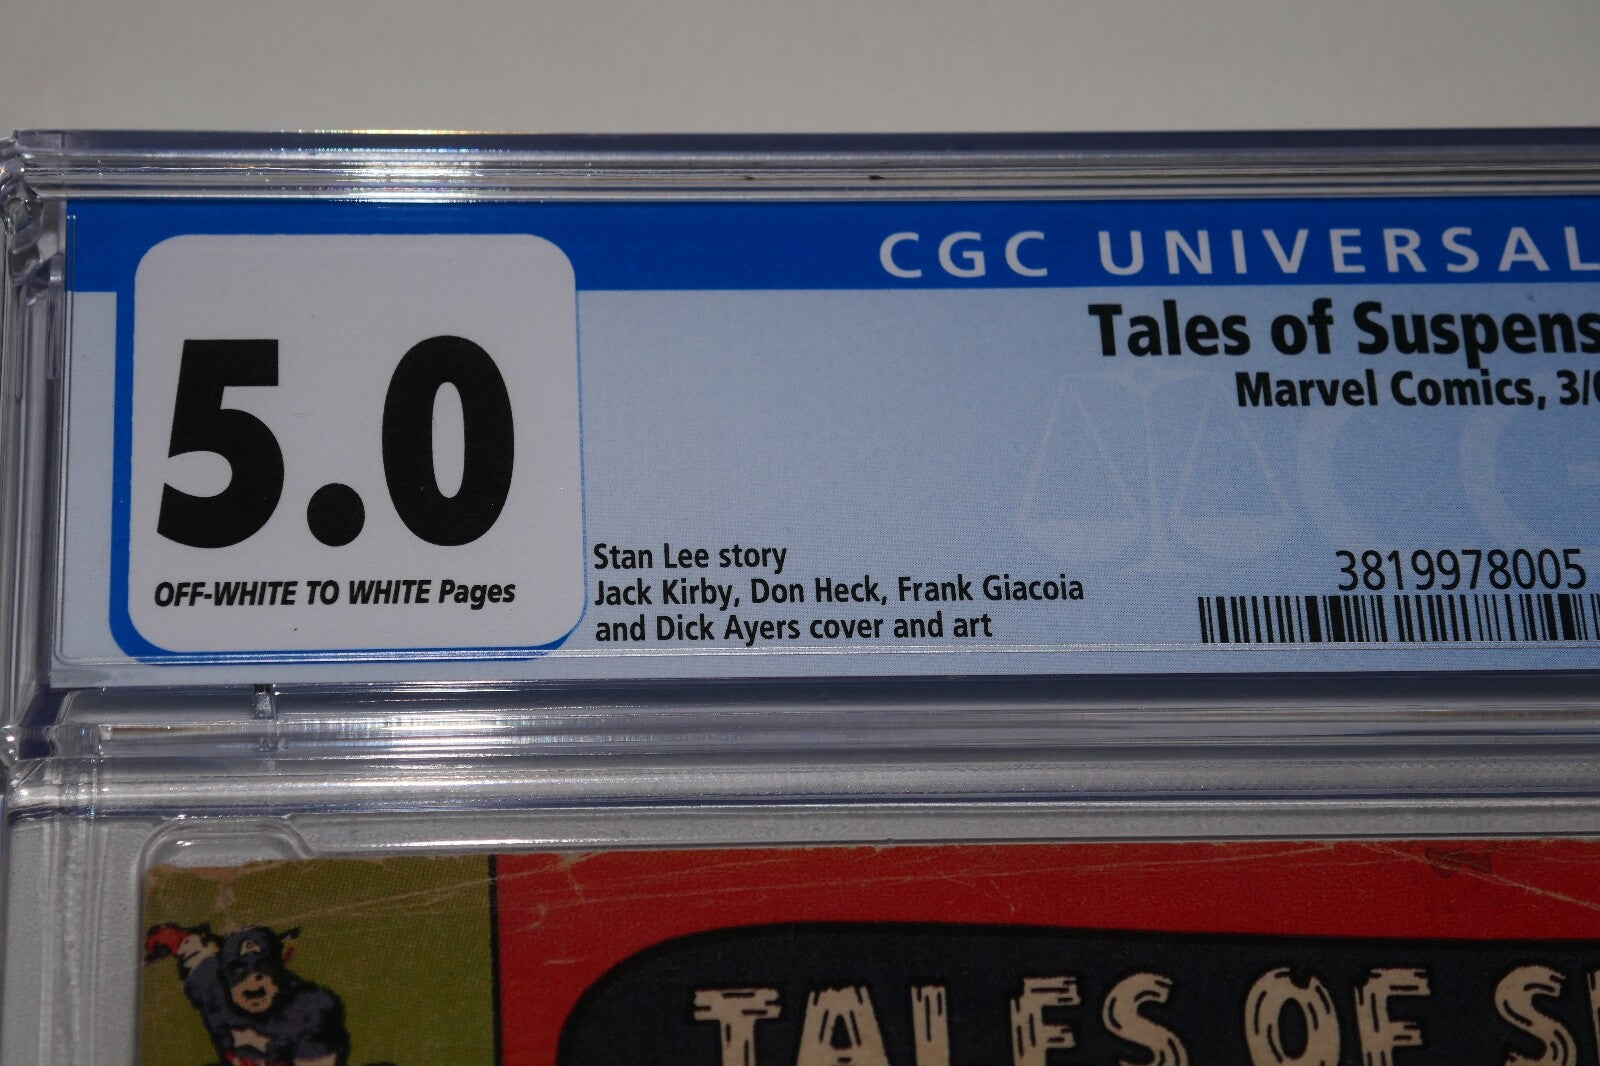 CGC UNIVERSAL
Tales of Suspens
Marvel Comics, 3/
5.0
OFF-WHITE TO WHITE Pages
Stan Lee story
Jack Kirby, Don Heck, Frank Giacoia
and Dick Ayers cover and art
3819978005
TALES OF S